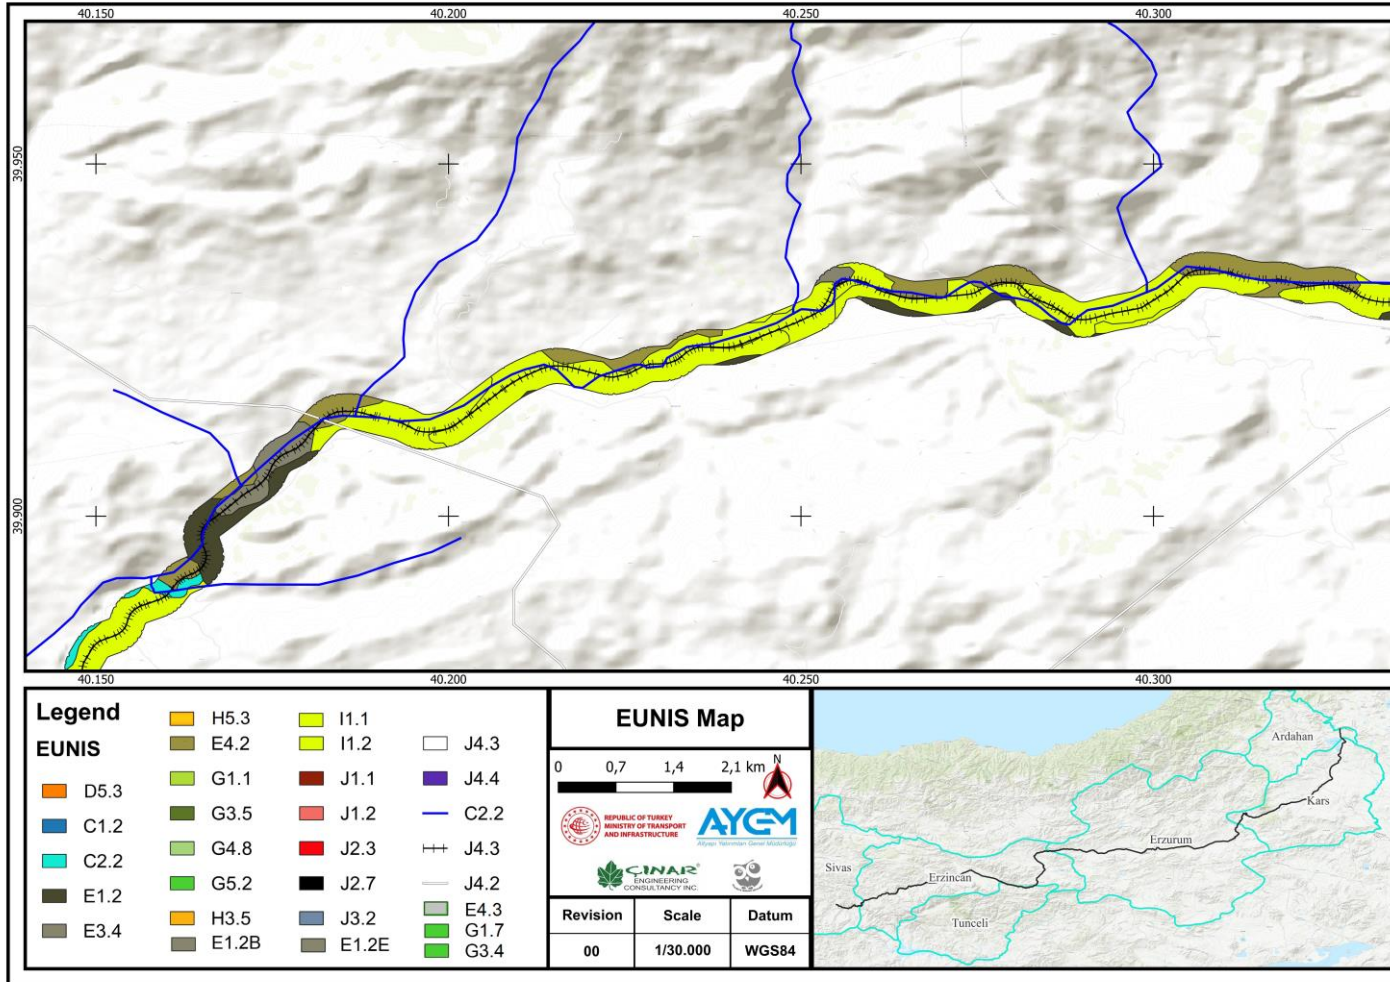 40.150 40.200 40.250 40.300
39.950
39.900
40.150 40.200 40.250 40.300
Legend
EUNIS
D5.3
C1.2
C2.2
E1.2
E3.4
H5.3
E4.2
G1.1
G3.5
G4.8
G5.2
H3.5
E1.2B
I1.1
I1.2
J1.1
J1.2
J2.3
J2.7
J3.2
E1.2E
J4.3
J4.4
C2.2
J4.3
J4.2
E4.3
G1.7
G3.4
EUNIS Map
0 0,7 1,4 2,1 km
N
REPUBLIC OF TURKEY
MINISTRY OF TRANSPORT
AND INFRASTRUCTURE
AYGM
Altyapı Yatırımları Genel Müdürlüğü
ÇINAR
ENGINEERING
CONSULTANCY INC.
Revision Scale Datum
00 1/30.000 WGS84
Ardahan
Kars
Erzurum
Sivas
Erzincan
Tunceli